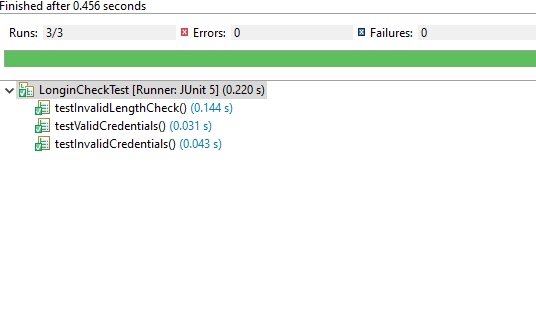 Finished after 0.456 seconds
Runs: 3/3 Errors: 0 Failures: 0
LonginCheckTest [Runner: JUnit 5] (0.220 s)
testInvalidLengthCheck() (0.144 s)
testValidCredentials() (0.031 s)
testInvalidCredentials() (0.043 s)